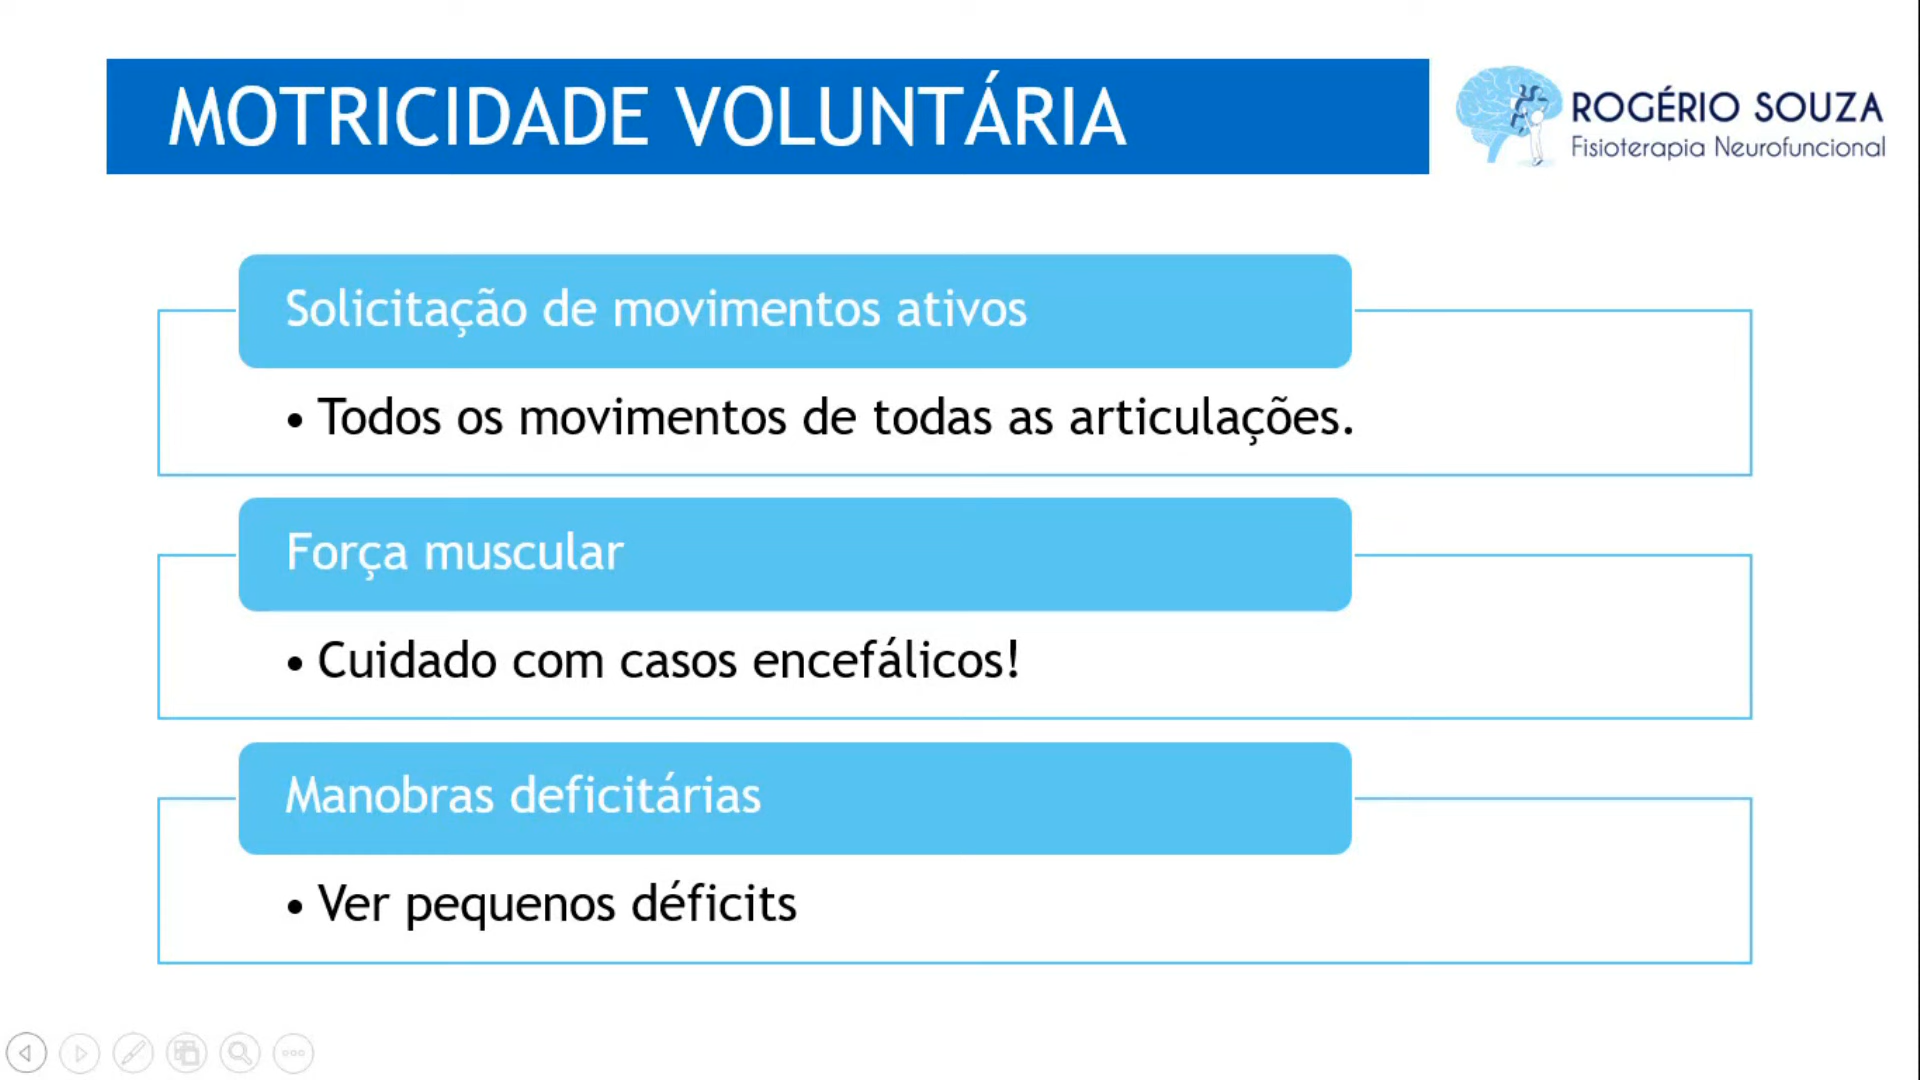 MOTRICIDADE VOLUNTÁRIA
ROGÉRIO SOUZA
Fisioterapia Neurofuncional
Solicitação de movimentos ativos
• Todos os movimentos de todas as articulações.
Força muscular
• Cuidado com casos encefálicos!
Manobras deficitárias
• Ver pequenos déficits